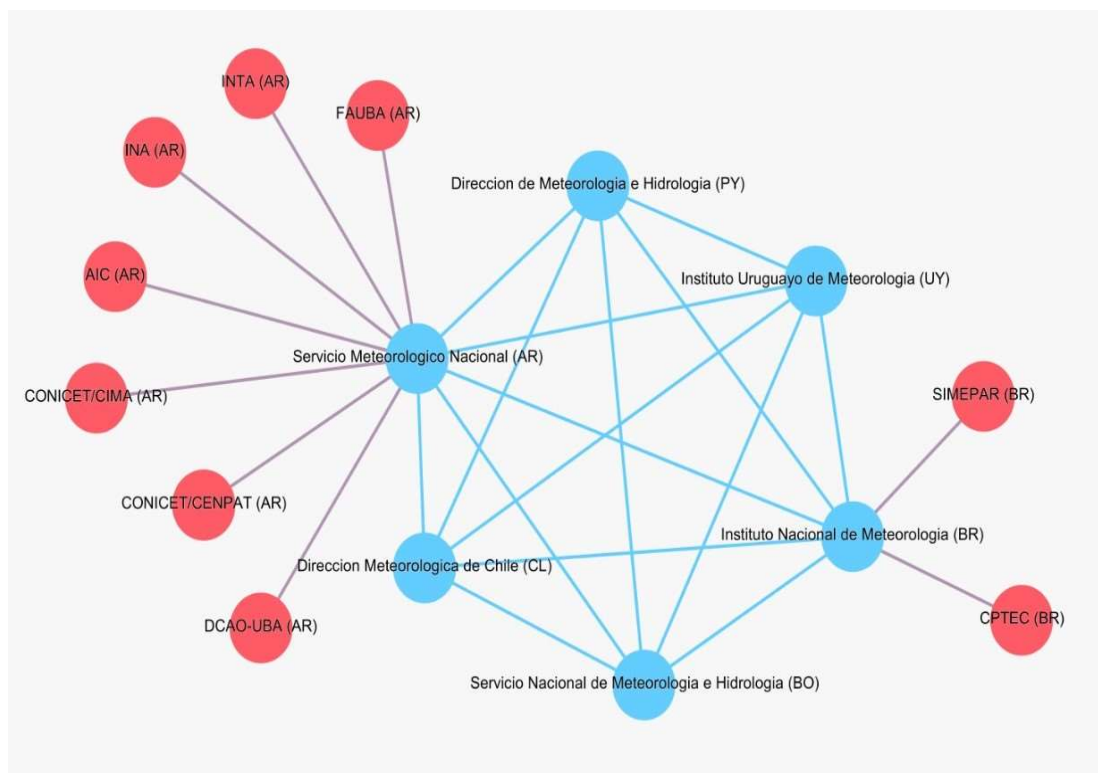 INTA (AR)
FAUBA (AR)
INA (AR)
Direccion de Meteorologia e Hidrologia (PY)
AIC (AR)
Instituto Uruguayo de Meteorologia (UY)
Servicio Meteorologico Nacional (AR)
CONICET/CIMA (AR)
SIMEPAR (BR)
CONICET/CENPAT (AR)
Instituto Nacional de Meteorologia (BR)
Direccion Meteorologica de Chile (CL)
DCAO-UBA (AR)
CPTEC (BR)
Servicio Nacional de Meteorologia e Hidrologia (BO)